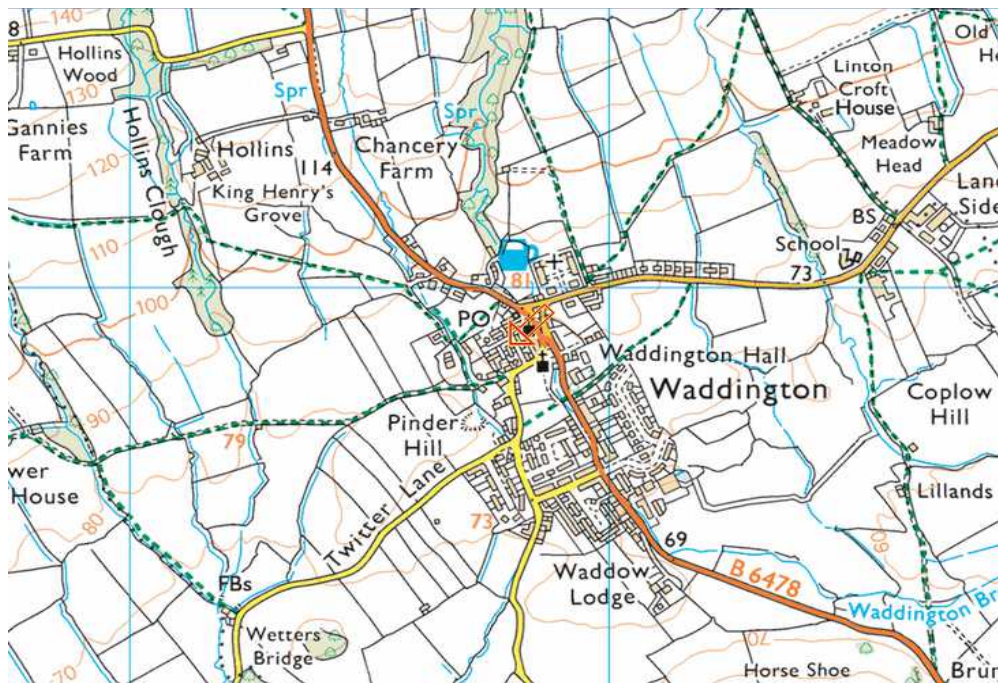 8
140
Hollins
Wood
130
Spr
Spr
Linton
Croft
House
Old
Gannies
Farm
Hollins Clough
120
Hollins
114
Chancery
Farm
Meadow
Head
King Henry's
Grove
Land
Side
BS
School
110
73
100
81
PO
Waddington Hall
Waddington
90
79
Pinder
Hill
Coplow
Hill
wer
House
80
Twitter Lane
73
Lillands
60
69
FBs
Waddow
Lodge
B 6478
Waddington Br
Wetters
Bridge
70
70
Horse Shoe
Brun